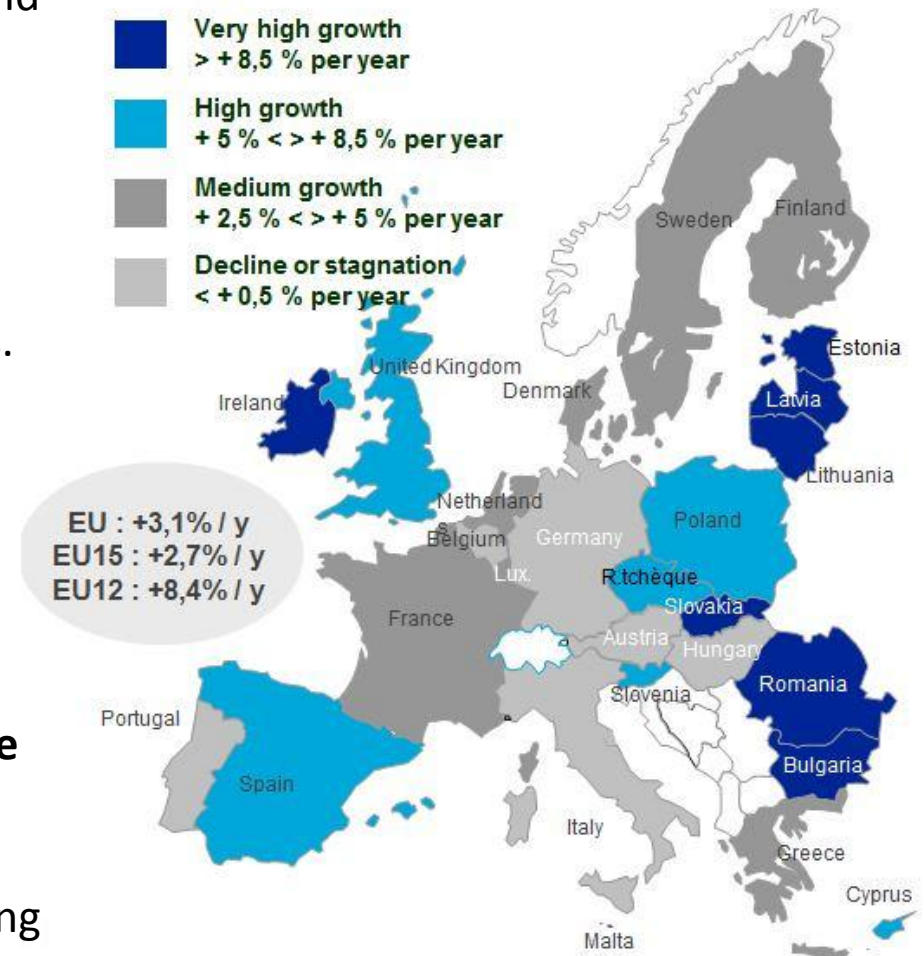 nd
Very high growth
> + 8,5 % per year
High growth
+ 5 % < > + 8,5 % per year
Medium growth
+ 2,5 % < > + 5 % per year
Decline or stagnation
< + 0,5 % per year
.
Sweden
Finland
Estonia
United Kingdom
Denmark
Latvia
Ireland
Lithuania
Netherland
s
Belgium
Germany
Poland
EU : +3,1% / y
EU15 : +2,7% / y
EU12 : +8,4% / y
Lux.
R.tchèque
Slovakia
France
Austria
Hungary
Slovenia
Romania
Portugal
e
Bulgaria
Spain
Italy
Greece
Cyprus
ng
Malta